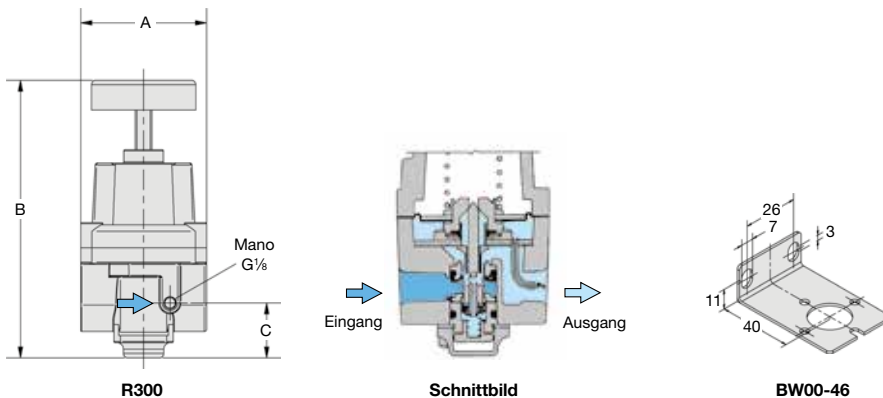 A
B
Mano
G⅛
C
R300
Eingang
Ausgang
Schnittbild
26
7
3
11
40
BW00-46